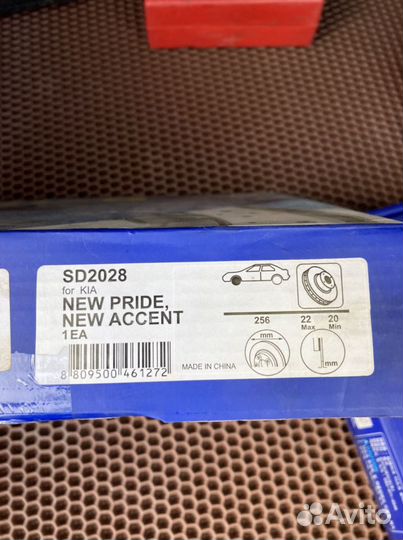 SD2028
for KIA
NEW PRIDE,
NEW ACCENT
1EA
8 809500 461272
MADE IN CHINA
256 22 20
Max Min
mm
mm
Avito